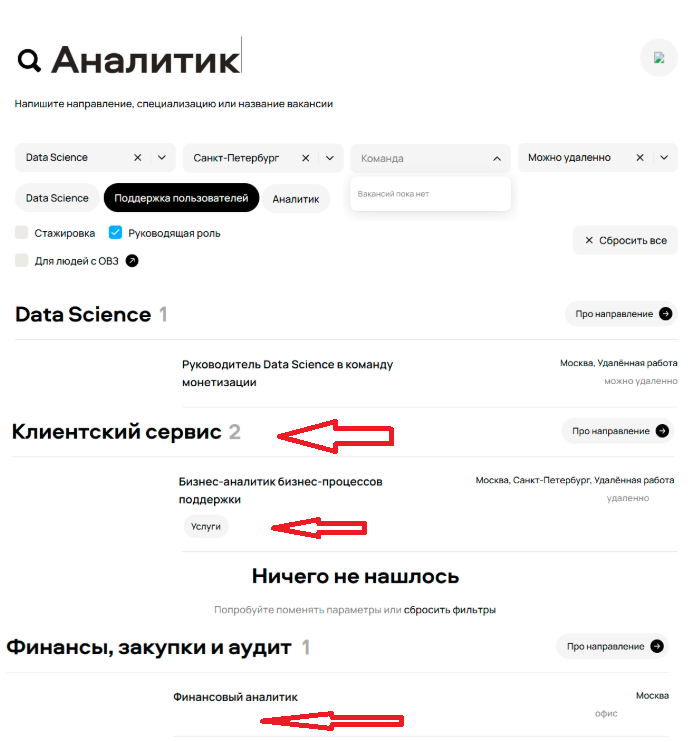 Аналитик
Напишите направление, специализацию или название вакансии
Data Science Санкт-Петербург Команда Можно удаленно
Вакансий пока нет
Data Science Поддержка пользователей Аналитик
Стажировка Руководящая роль
Сбросить все
Для людей с ОВЗ
Data Science 1 Про направление
Руководитель Data Science в команду Москва, Удалённая работа
монетизации можно удаленно
Клиентский сервис 2 Про направление
Бизнес-аналитик бизнес-процессов Москва, Санкт-Петербург, Удалённая работа
поддержки удаленно
Услуги
Ничего не нашлось
Попробуйте поменять параметры или сбросить фильтры
Финансы, закупки и аудит 1 Про направление
Финансовый аналитик Москва
офис